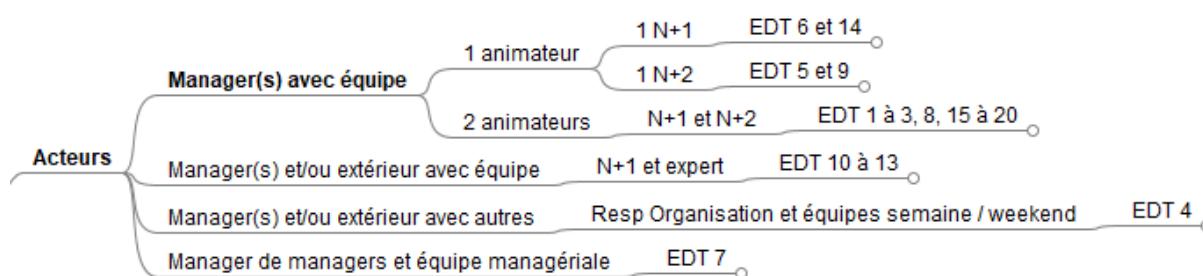 Acteurs
Manager(s) avec équipe
1 animateur
1 N+1
EDT 6 et 14
1 N+2
EDT 5 et 9
2 animateurs
N+1 et N+2
EDT 1 à 3, 8, 15 à 20
Manager(s) et/ou extérieur avec équipe
N+1 et expert
EDT 10 à 13
Manager(s) et/ou extérieur avec autres
Resp Organisation et équipes semaine / weekend
EDT 4
Manager de managers et équipe managériale
EDT 7